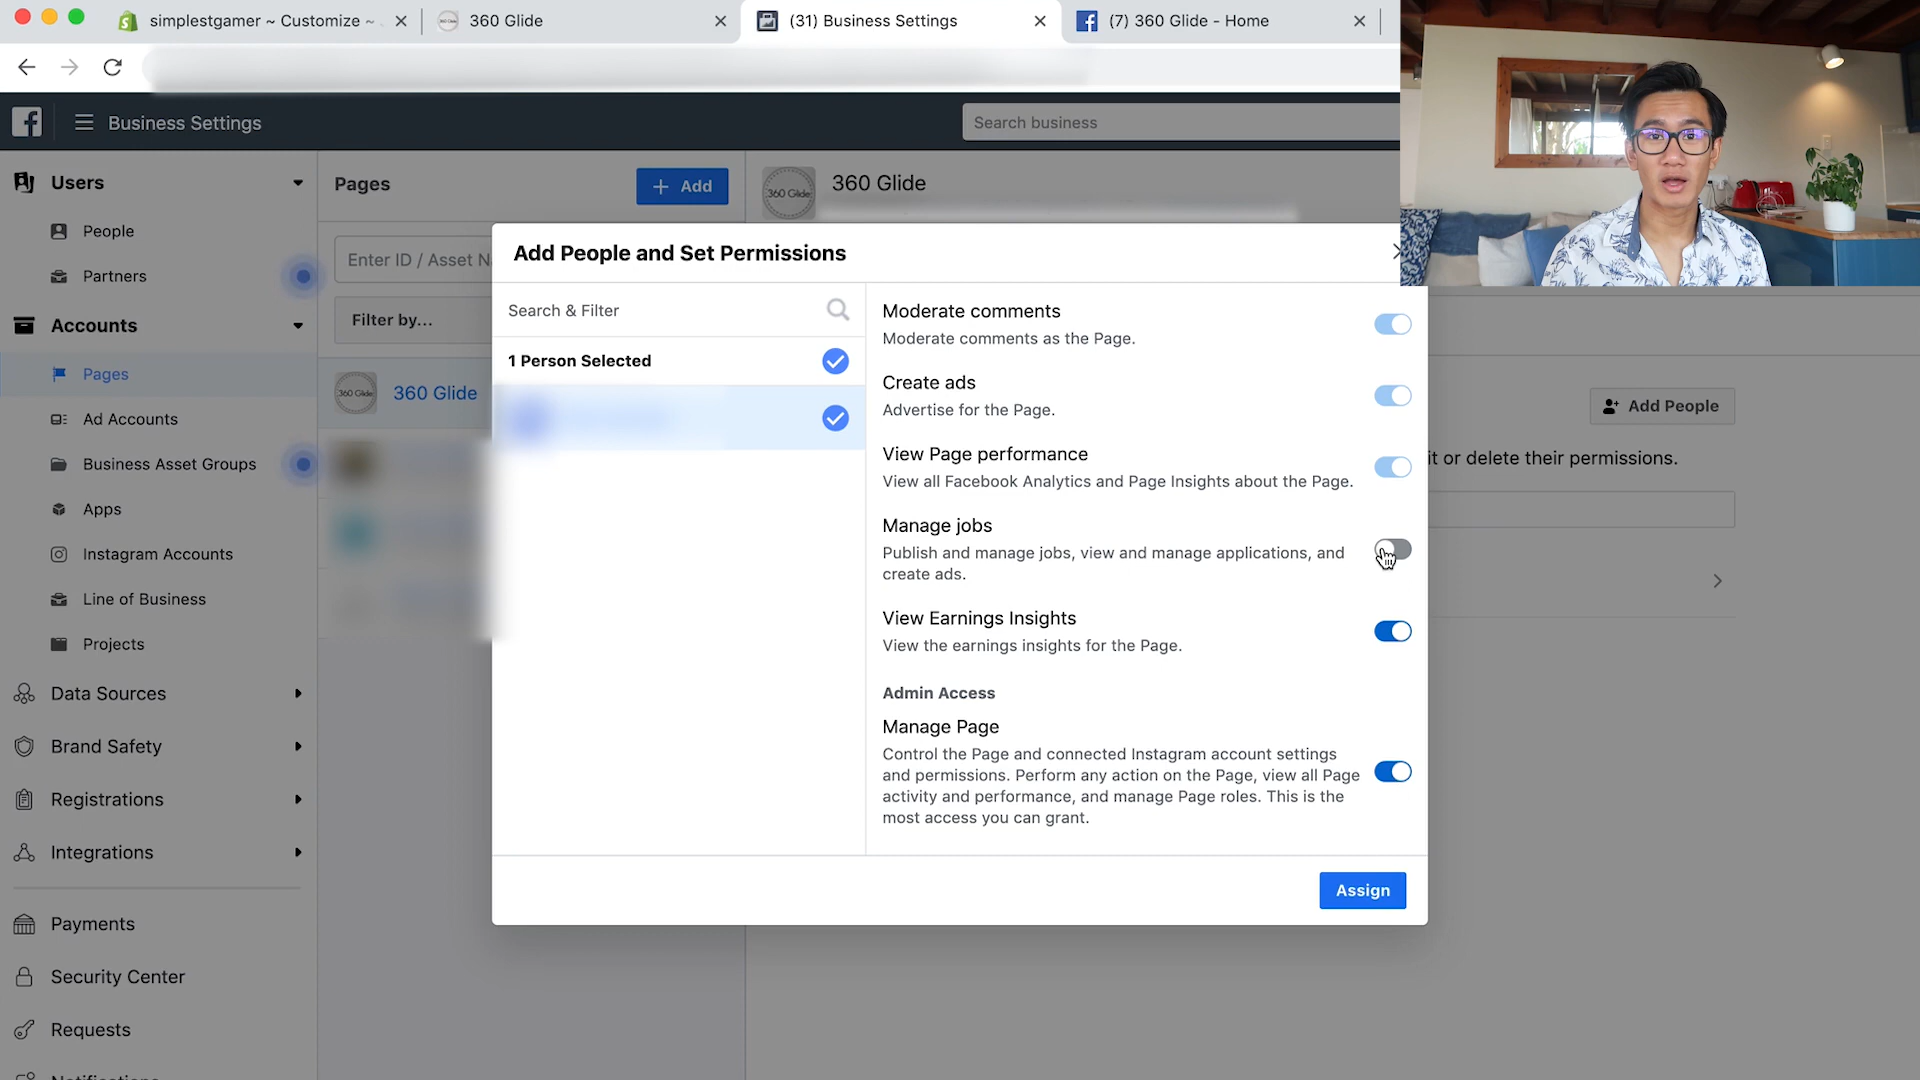 simplestgamer ~ Customize ~
360 Glide
(31) Business Settings
(7) 360 Glide - Home
Business Settings
Search business
Users
People
Partners
Accounts
Pages
Ad Accounts
Business Asset Groups
Apps
Instagram Accounts
Line of Business
Projects
Data Sources
Brand Safety
Registrations
Integrations
Payments
Security Center
Requests
Pages
+ Add
Enter ID / Asset N
Filter by...
360 Glide
360 Glide
360 Glide
360 Glide
Add People
it or delete their permissions.
Add People and Set Permissions
Search & Filter
1 Person Selected
Moderate comments
Moderate comments as the Page.
Create ads
Advertise for the Page.
View Page performance
View all Facebook Analytics and Page Insights about the Page.
Manage jobs
Publish and manage jobs, view and manage applications, and
create ads.
View Earnings Insights
View the earnings insights for the Page.
Admin Access
Manage Page
Control the Page and connected Instagram account settings
and permissions. Perform any action on the Page, view all Page
activity and performance, and manage Page roles. This is the
most access you can grant.
Assign